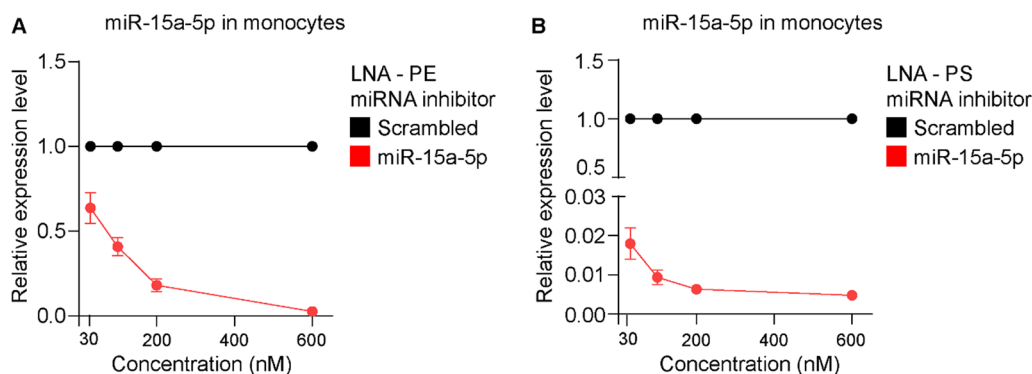 A
miR-15a-5p in monocytes
Relative expression level
1.5
1.0
0.5
0.0
30
200
400
600
Concentration (nM)
LNA - PE
miRNA inhibitor
Scrambled
miR-15a-5p
B
miR-15a-5p in monocytes
Relative expression level
1.5
1.0
0.5
0.03
0.02
0.01
0.00
30
200
400
600
Concentration (nM)
LNA - PS
miRNA inhibitor
Scrambled
miR-15a-5p